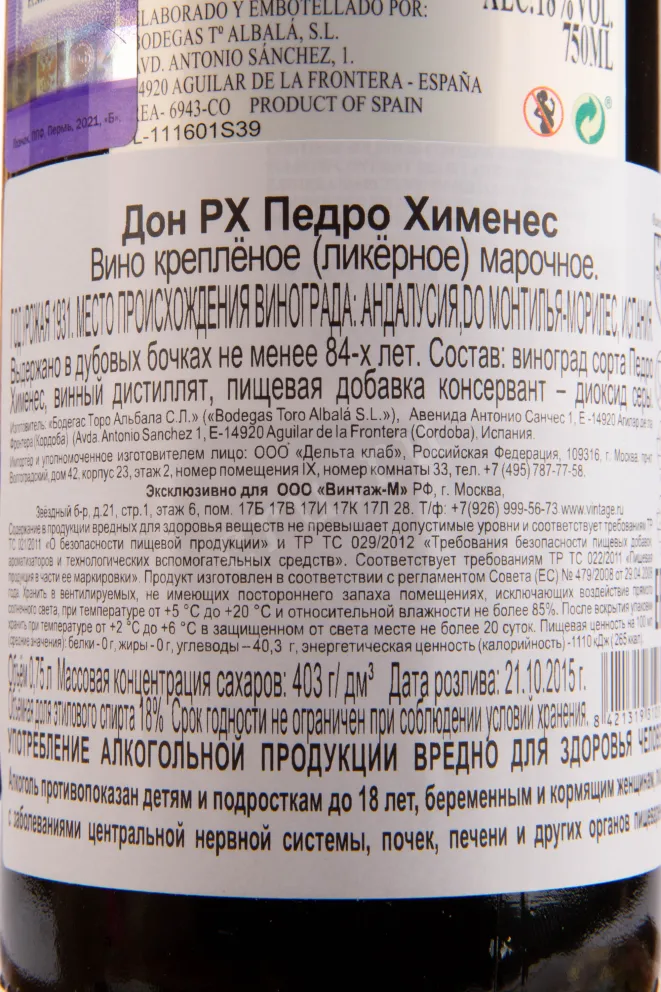 ELABORADO Y EMBOTELLADO POR:
BODEGAS Tº ALBALÁ, S.L.
AVD. ANTONIO SÁNCHEZ, 1.
14920 AGUILAR DE LA FRONTERA - ESPAÑA
REA- 6943-CO PRODUCT OF SPAIN
L-111601S39
ALC.18%VOL.
750ML
Гознак, ППФ, Пермь, 2021, «Б».
Дон PX Педро Хименес
Вино креплёное (ликёрное) марочное.
ГОД УРОЖАЯ 1931. МЕСТО ПРОИСХОЖДЕНИЯ ВИНОГРАДА: АНДАЛУСИЯ, DO МОНТИЛЬЯ-МОРИЛЕС, ИСПАНИЯ
Выдержано в дубовых бочках не менее 84-х лет. Состав: виноград сорта Педро
Хименес, винный дистиллят, пищевая добавка консервант – диоксид серы.
Изготовитель: «Бодегас Торо Альбала С.Л.» («Bodegas Toro Albalá S.L.»), Авенида Антонио Санчес 1, E-14920 Агилар де ла
Фронтера (Кордоба) (Avda. Antonio Sanchez 1, E-14920 Aguilar de la Frontera (Cordoba). Испания.
Импортер и уполномоченное изготовителем лицо: ООО «Дельта клаб», Российская Федерация, 109316, г. Москва,
Волгоградский, дом 42, корпус 23, этаж 2, номер помещения IX, номер комнаты 33, тел. +7 (495) 787-77-58.
Эксклюзивно для ООО «Винтаж-М» РФ, г. Москва,
Звёздный б-р, д.21, стр.1, этаж 6, пом. 17Б 17В 17И 17К 17Л 28. Т/Ф: +7(926) 999-56-73 www.vintage.ru
Содержание в продукции вредных для здоровья веществ не превышает допустимые уровни и соответствует требованиям ТР
ТС 021/2011 «О безопасности пищевой продукции» и ТР ТС 029/2012 «Требования безопасности пищевых добавок,
ароматизаторов и технологических вспомогательных средств». Соответствует требованиям ТР ТС 022/2011 «Пищевая
продукция в части ее маркировки». Продукт изготовлен в соответствии с регламентом Совета (ЕС) № 479/2008 от 29.04.2008
года. Хранить в вентилируемых, не имеющих постороннего запаха помещениях, исключающих воздействие прямого
солнечного света, при температуре от +5 °С до +20 °С и относительной влажности не более 85%. После вскрытия упаковки
хранить при температуре от +2 °С до +6 °С в защищенном от света месте не более 20 суток. Пищевая ценность на 100 мл
(средние значения): белки - 0 г, жиры - 0 г, углеводы – 40,3 г, энергетическая ценность (калорийность) -1110 кДж ( 265 ккал)
Объём 0,75 л. Массовая концентрация сахаров: 403 г/ дм³ Дата розлива: 21.10.2015 г.
Объёмная доля этилового спирта 18%. Срок годности не ограничен при соблюдении условий хранения.
8 421319
УПОТРЕБЛЕНИЕ АЛКОГОЛЬНОЙ ПРОДУКЦИИ ВРЕДНО ДЛЯ ЗДОРОВЬЯ ЧЕЛОВЕ
Алкоголь противопоказан детям и подросткам до 18 лет, беременным и кормящим женщинам,
с заболеваниями центральной нервной системы, почек, печени и других органов пищевар